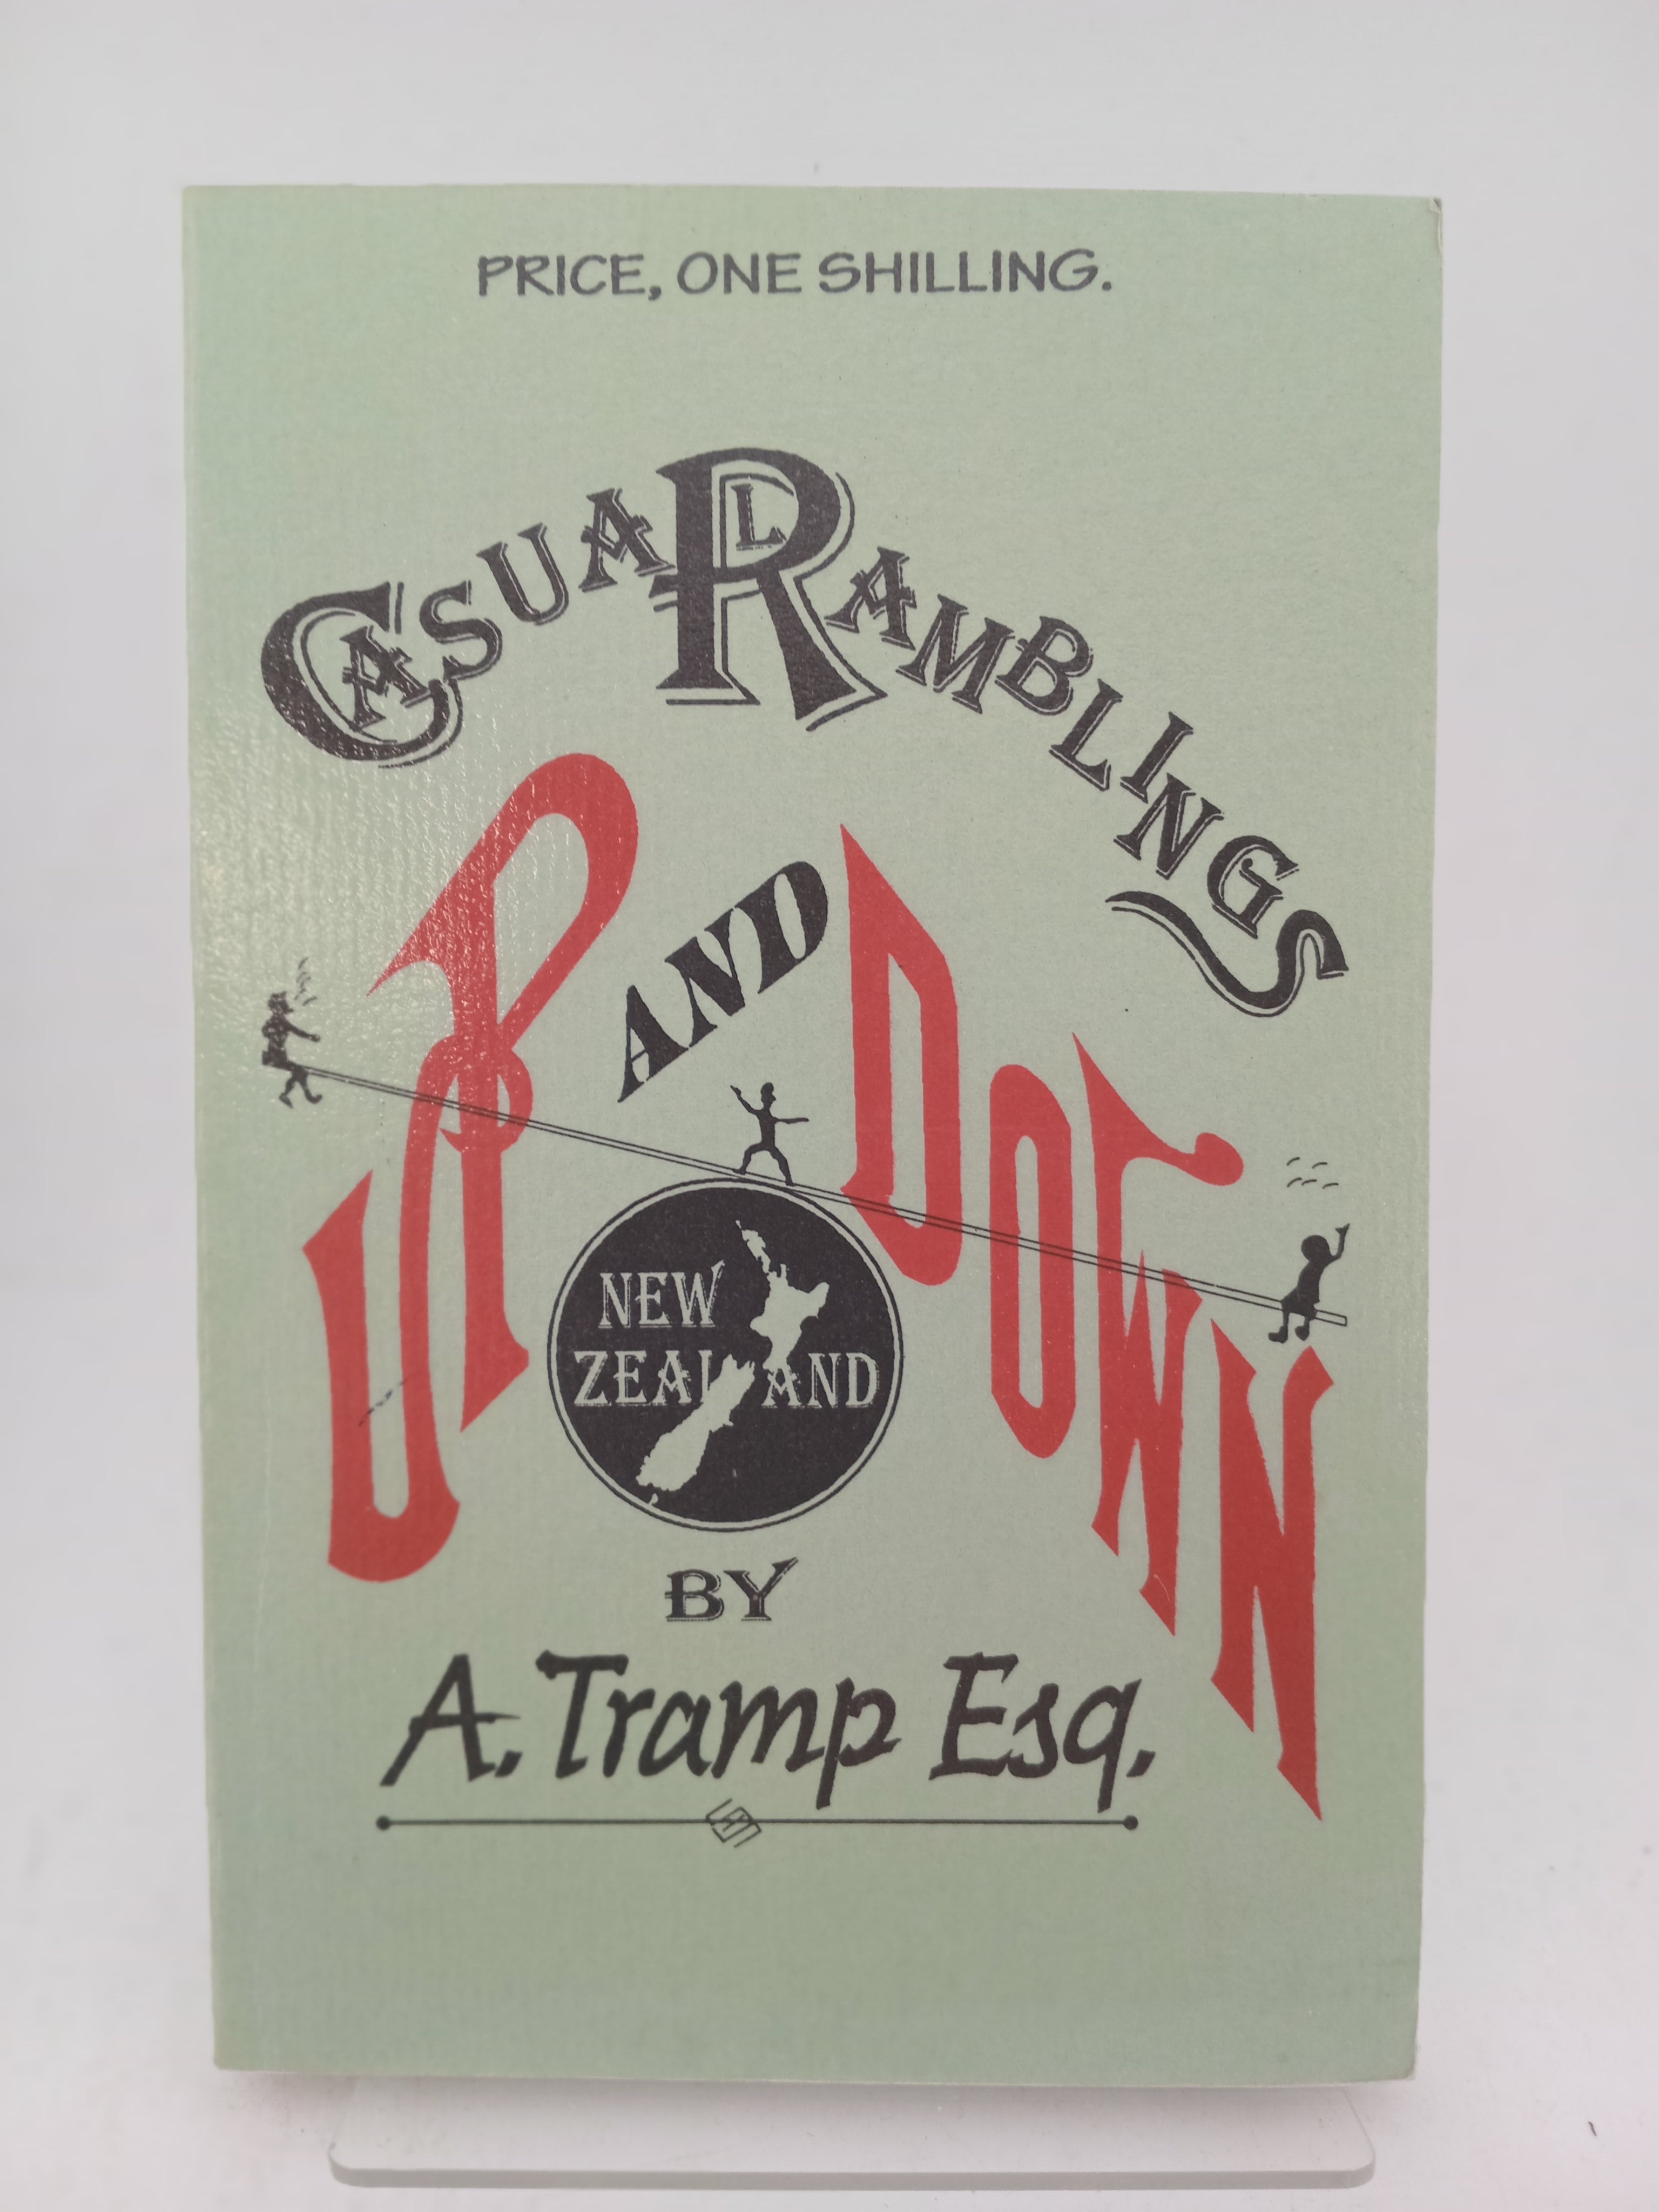 PRICE, ONE SHILLING.
CASUAL RAMBLINGS
UP AND DOWN
NEW
ZEALAND
BY
A. Tramp Esq.